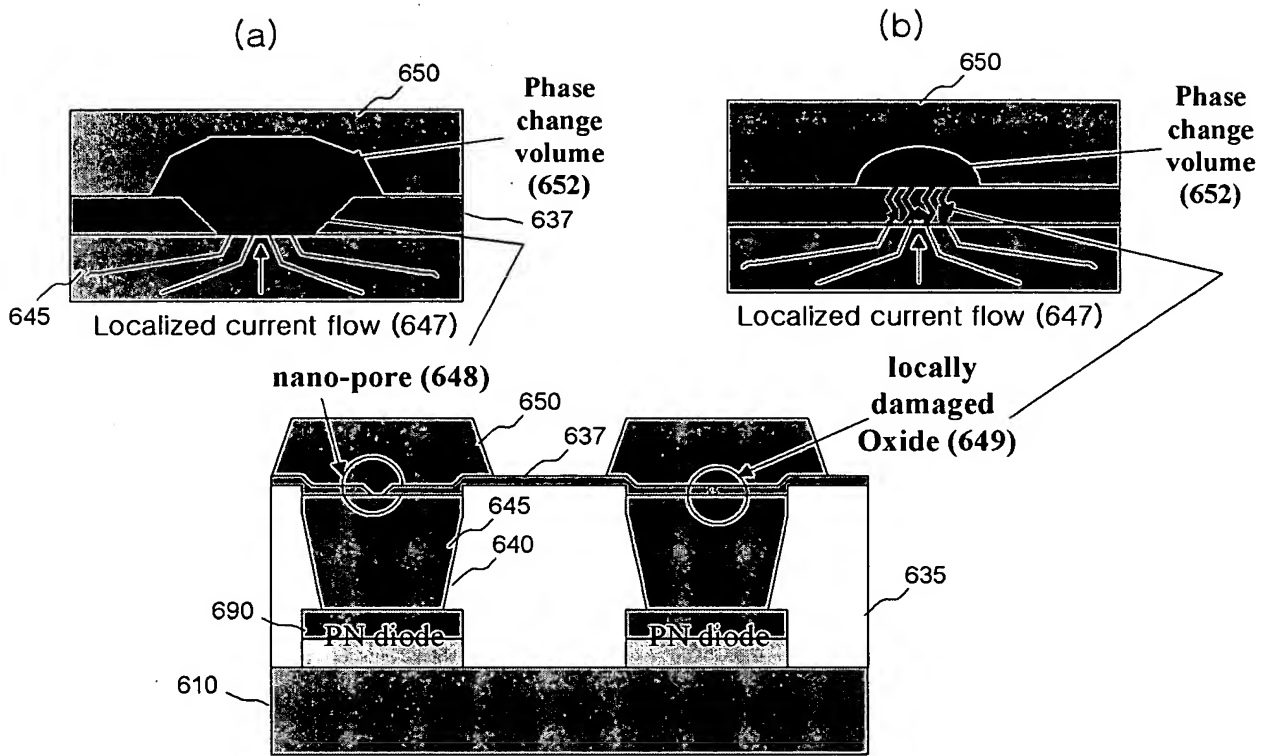 (a)
650
Phase
change
volume
(652)
637
645
Localized current flow (647)
(b)
650
Phase
change
volume
(652)
Localized current flow (647)
nano-pore (648)
locally
damaged
Oxide (649)
650
637
645
640
635
690
PN diode
PN diode
610